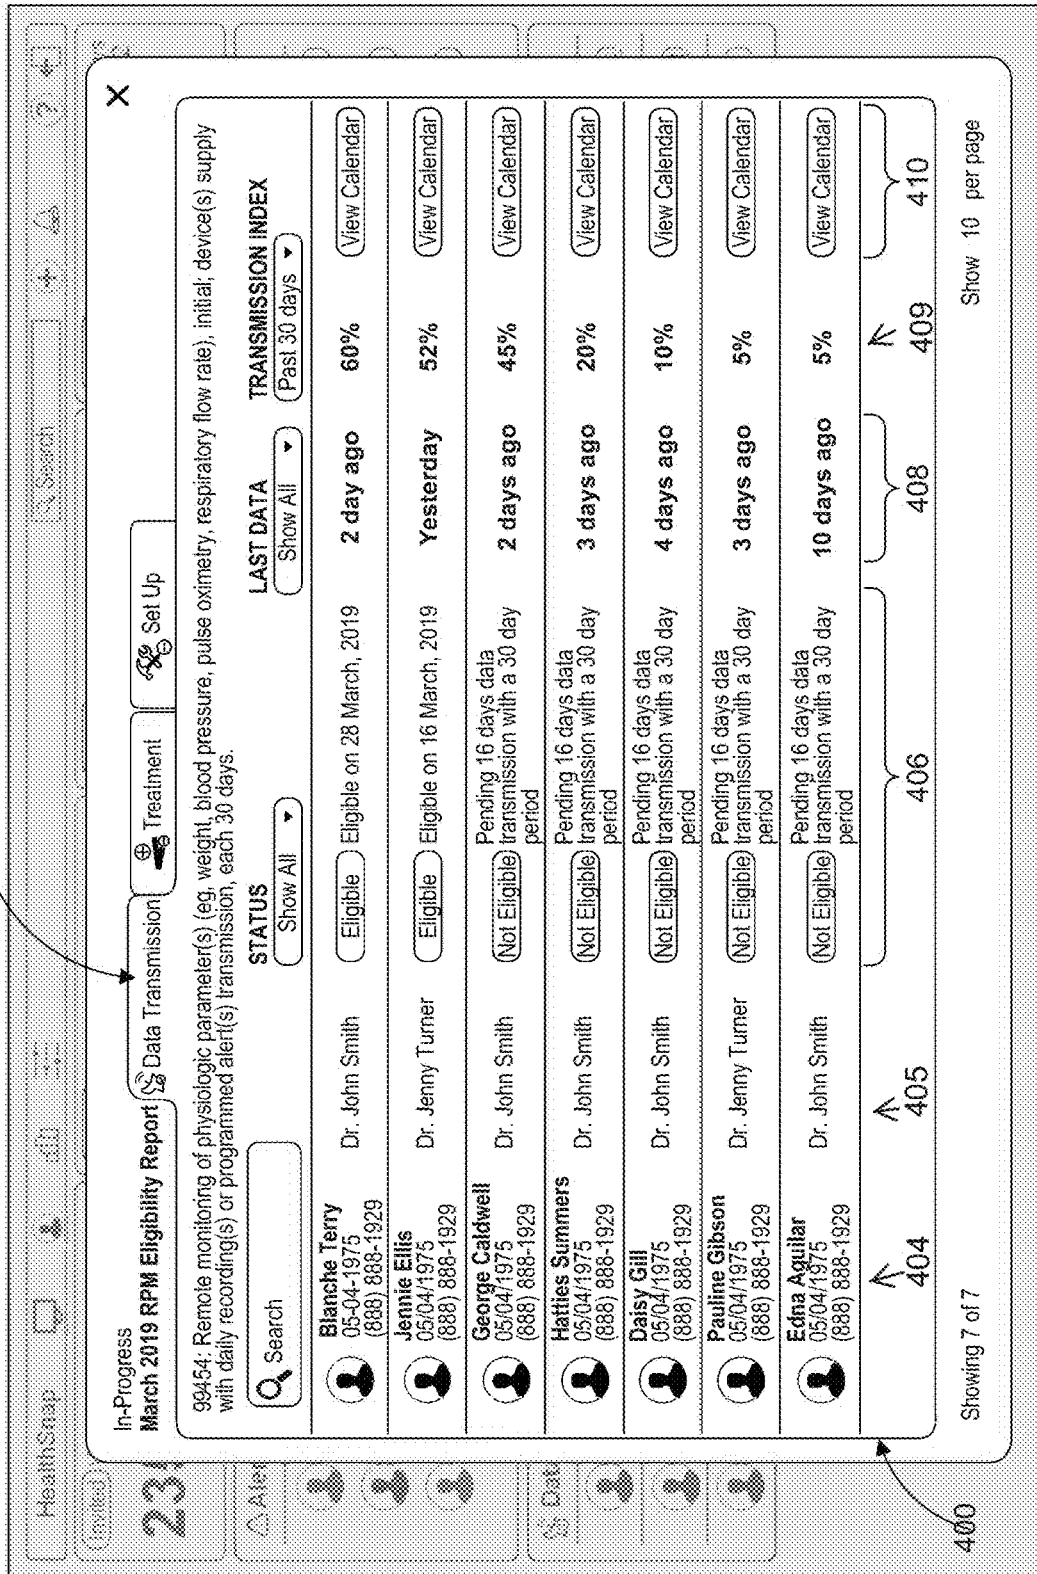 HealthSnap
Search
+
?
Invited
23
Aler
Dat
X
In-Progress
March 2019 RPM Eligibility Report
Data Transmission
Treatment
Set Up
99454: Remote monitoring of physiologic parameter(s) (eg, weight, blood pressure, pulse oximetry, respiratory flow rate), initial; device(s) supply
with daily recording(s) or programmed alert(s) transmission, each 30 days.
Search
STATUS
Show All
LAST DATA
Show All
TRANSMISSION INDEX
Past 30 days
Blanche Terry
05-04-1975
(888) 888-1929
Dr. John Smith
Eligible
Eligible on 28 March, 2019
2 day ago
60%
View Calendar
Jennie Ellis
05/04/1975
(888) 888-1929
Dr. Jenny Turner
Eligible
Eligible on 16 March, 2019
Yesterday
52%
View Calendar
George Caldwell
05/04/1975
(888) 888-1929
Dr. John Smith
Not Eligible
Pending 16 days data
transmission with a 30 day
period
2 days ago
45%
View Calendar
Hatties Summers
05/04/1975
(888) 888-1929
Dr. John Smith
Not Eligible
Pending 16 days data
transmission with a 30 day
period
3 days ago
20%
View Calendar
Daisy Gill
05/04/1975
(888) 888-1929
Dr. John Smith
Not Eligible
Pending 16 days data
transmission with a 30 day
period
4 days ago
10%
View Calendar
Pauline Gibson
05/04/1975
(888) 888-1929
Dr. Jenny Turner
Not Eligible
Pending 16 days data
transmission with a 30 day
period
3 days ago
5%
View Calendar
Edna Aguilar
05/04/1975
(888) 888-1929
Dr. John Smith
Not Eligible
Pending 16 days data
transmission with a 30 day
period
10 days ago
5%
View Calendar
404
405
406
408
409
410
Showing 7 of 7
Show 10 per page
400